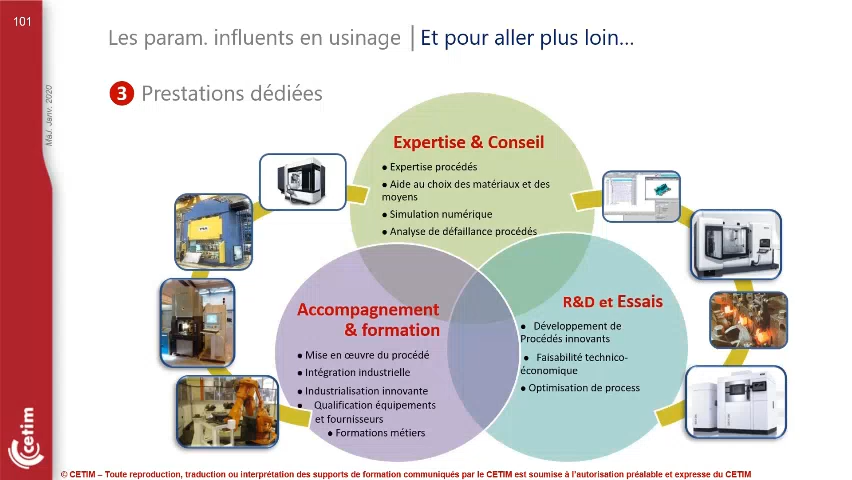 101
Les param. influents en usinage | Et pour aller plus loin...
MàJ. Janv. 2020
3 Prestations dédiées
Expertise & Conseil
● Expertise procédés
● Aide au choix des matériaux et des
moyens
● Simulation numérique
● Analyse de défaillance procédés
Accompagnement
& formation
● Mise en œuvre du procédé
● Intégration industrielle
● Industrialisation innovante
● Qualification équipements
et fournisseurs
● Formations métiers
R&D et Essais
● Développement de
Procédés innovants
● Faisabilité technico-
économique
● Optimisation de process
cetim
© CETIM – Toute reproduction, traduction ou interprétation des supports de formation communiqués par le CETIM est soumise à l'autorisation préalable et expresse du CETIM